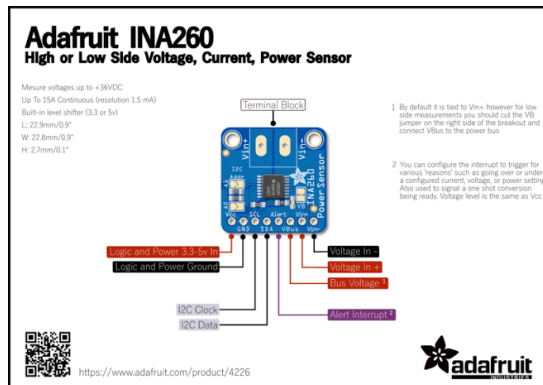 Adafruit INA260
High or Low Side Voltage, Current, Power Sensor
Mesure voltages up to +36VDC
Up To 15A Continuous (resolution 1.5 mA)
Built-in level shifter (3.3 or 5v)
L: 22.9mm/0.9"
W: 22.8mm/0.9"
H: 2.7mm/0.1"
Terminal Block
1 By default it is tied to Vin+ however for low
side measurements you should cut the VB
jumper on the right side of the breakout and
connect VBus to the power bus
2 You can configure the interrupt to trigger for
various 'reasons' such as going over or under
a configured current, voltage, or power setting
Also used to signal a one shot conversion
being ready. Voltage level is the same as Vcc.
Vin+
Vin-
I2C
Addr
A1
A0
INA260
Power Sensor
VB
Vcc SCL Alert Vin+
GND SDA VBus Vin-
Logic and Power 3.3-5v In
Logic and Power Ground
Voltage In -
Voltage In +
Bus Voltage 1
I2C Clock
I2C Data
Alert Interrupt 2
https://www.adafruit.com/product/4226
adafruit
INDUSTRIES